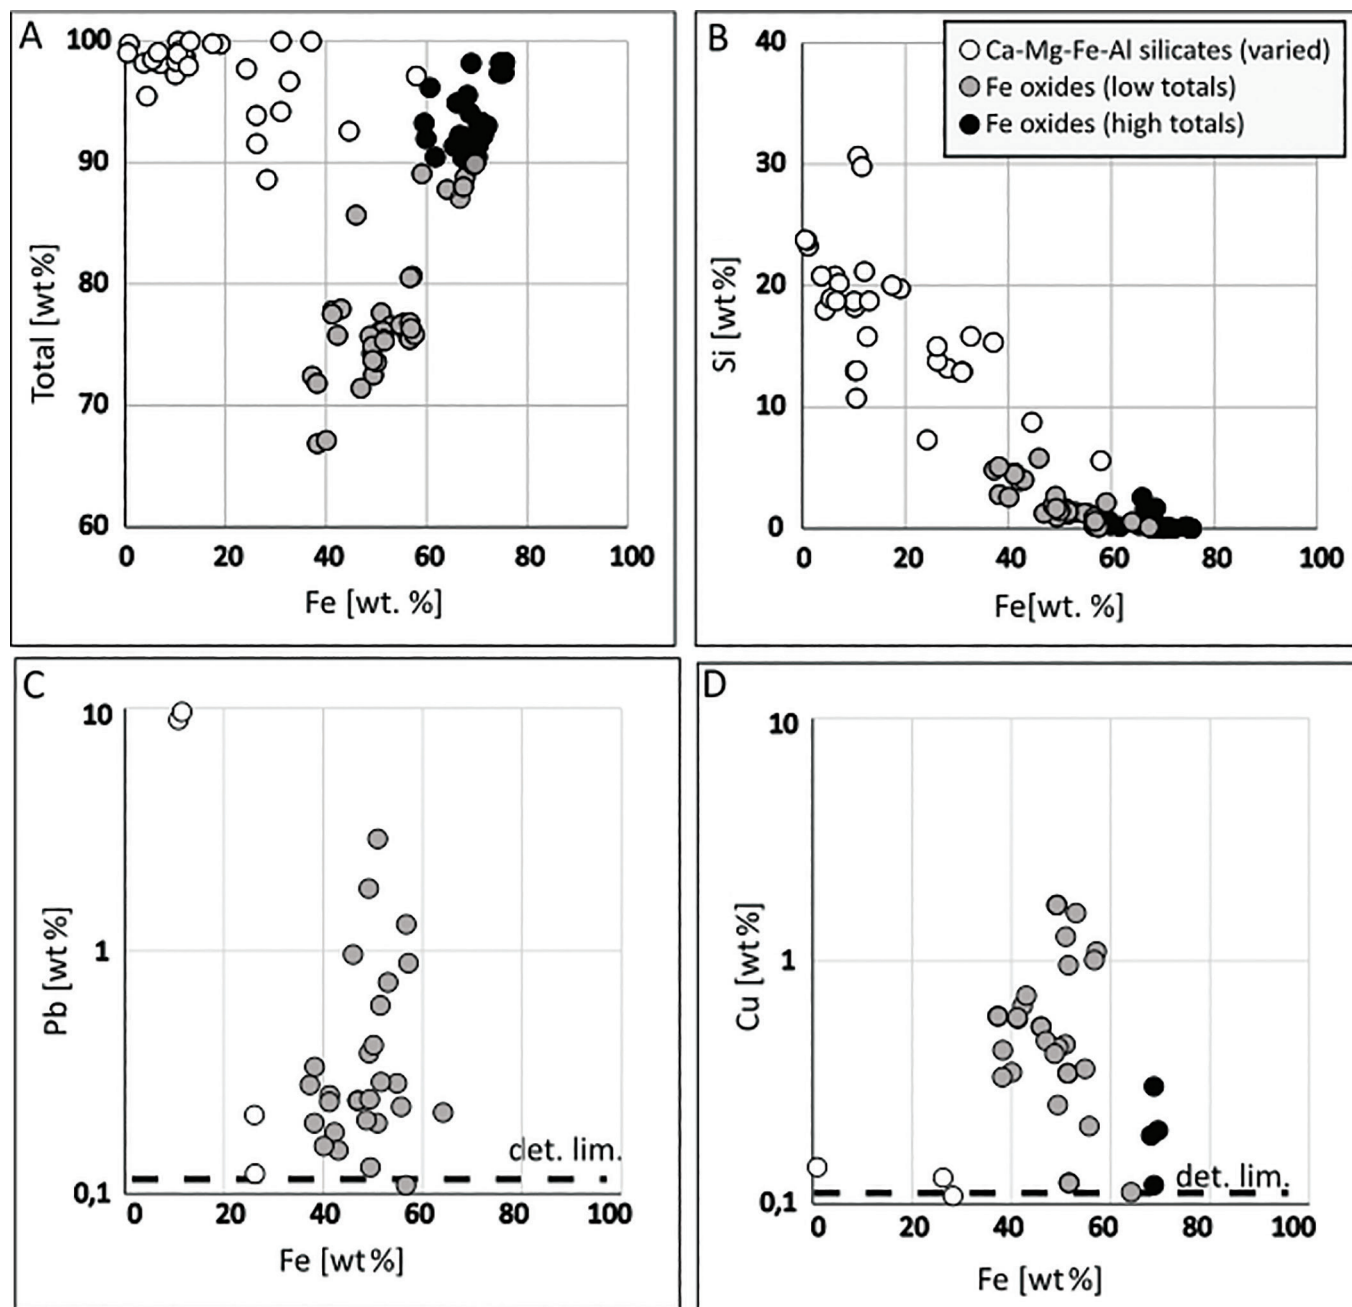 A
100
90
80
70
60
Total [wt%]
0 20 40 60 80 100
Fe [wt. %]
B
40
30
20
10
0
Si [wt%]
Ca-Mg-Fe-Al silicates (varied)
Fe oxides (low totals)
Fe oxides (high totals)
0 20 40 60 80 100
Fe[wt. %]
C
10
1
0,1
Pb [wt%]
det. lim.
0 20 40 60 80 100
Fe [wt%]
D
10
1
0,1
Cu [wt%]
det. lim.
0 20 40 60 80 100
Fe [wt%]